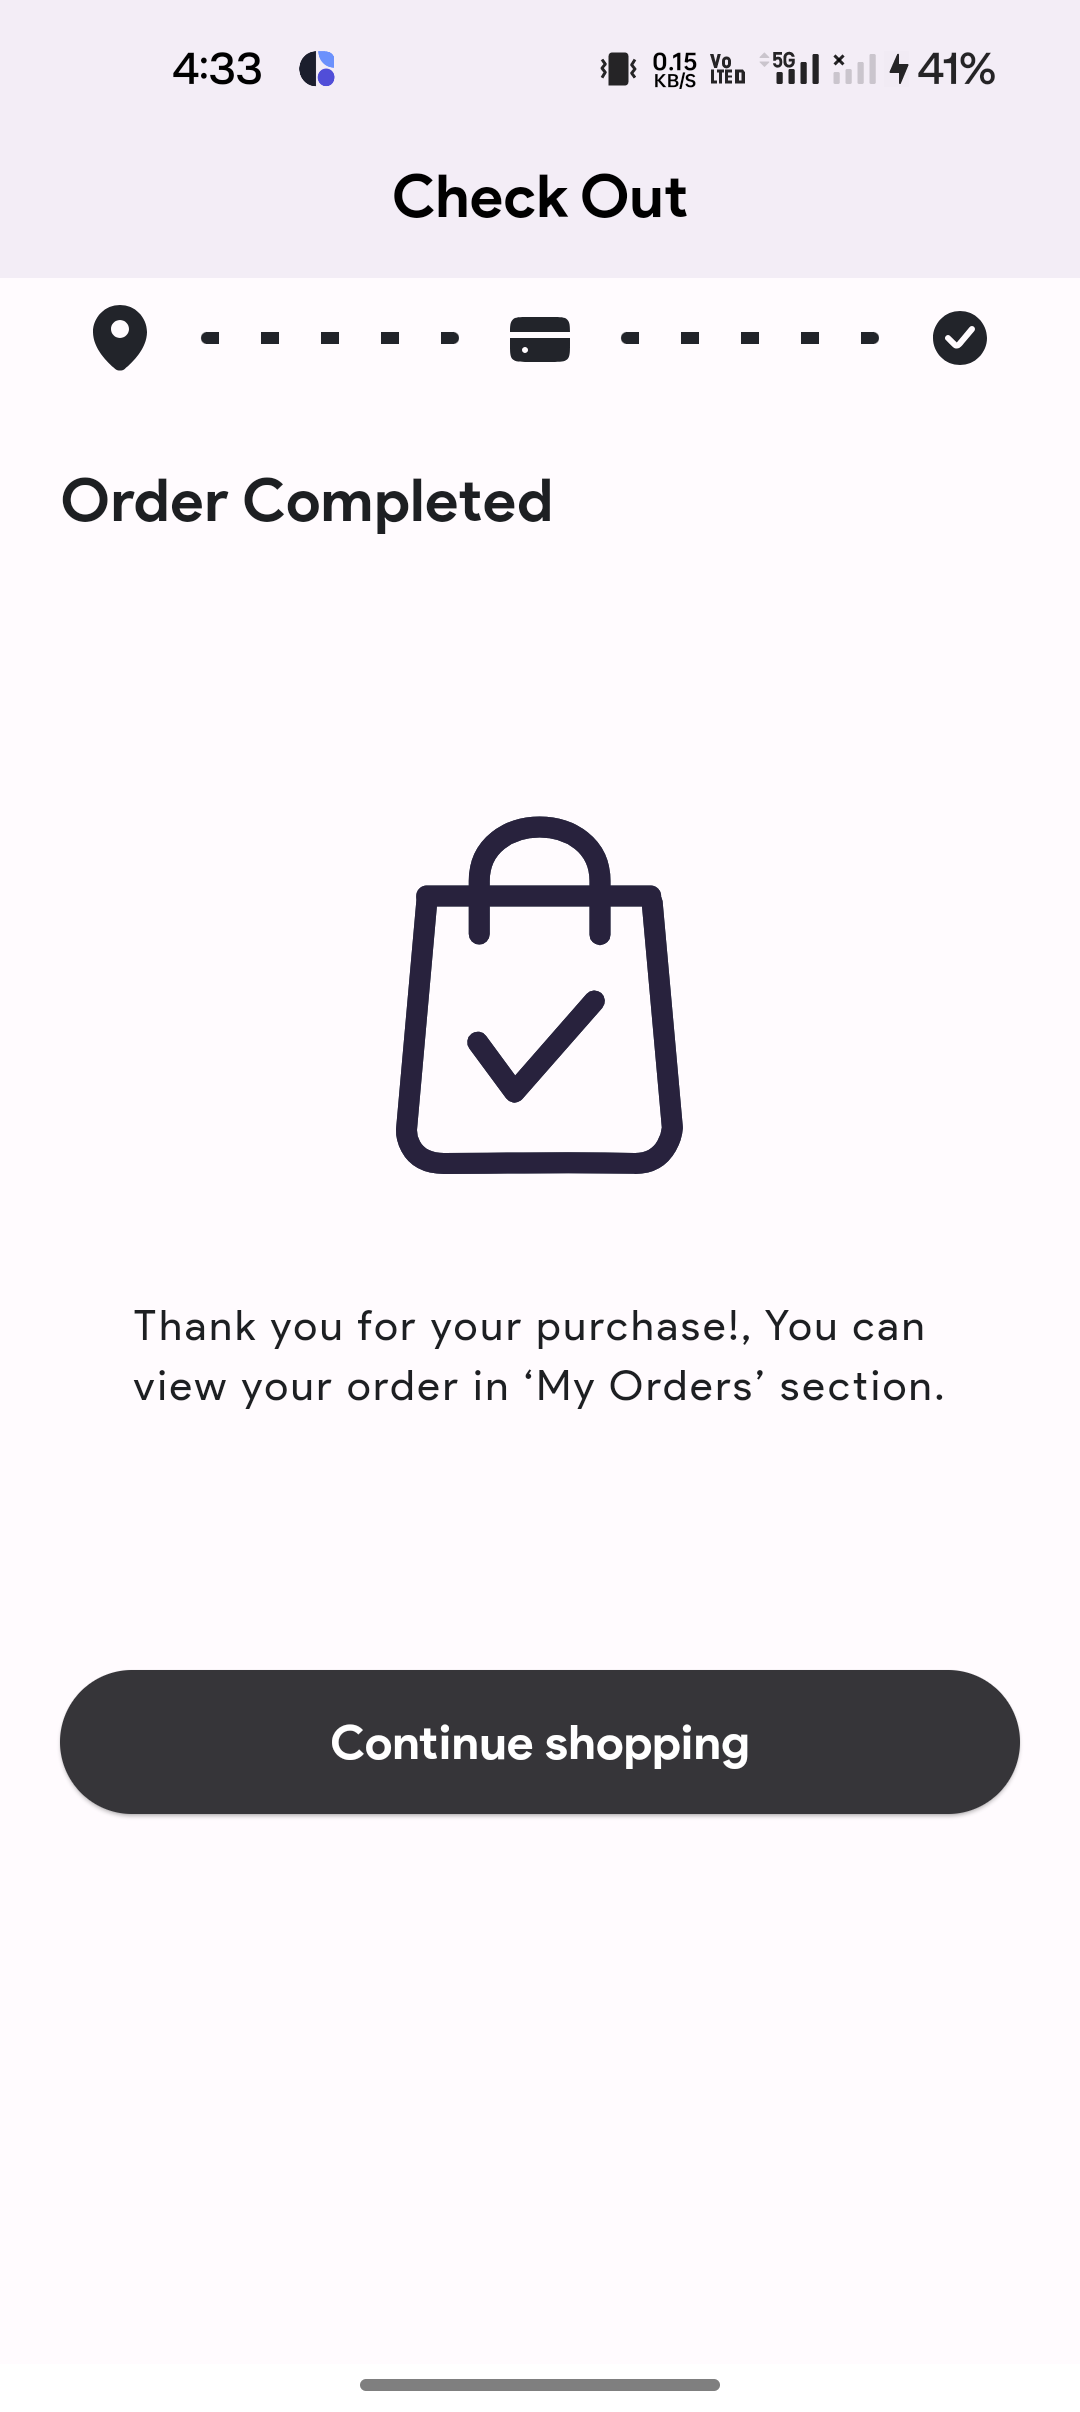 4:33
0.15
KB/S
Vo
LTE D
5G
41%
Check Out
Order Completed
Thank you for your purchase!, You can
view your order in ‘My Orders’ section.
Continue shopping